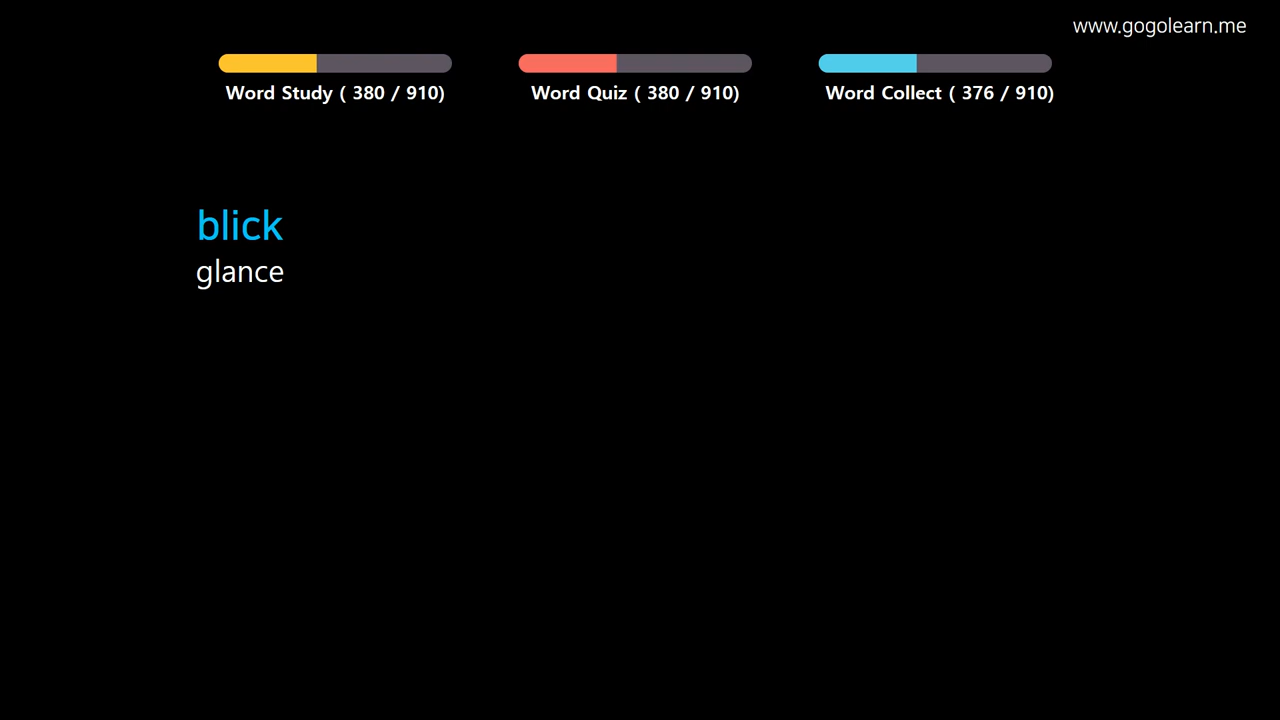 www.gogolearn.me
Word Study ( 380 / 910)
Word Quiz ( 380 / 910)
Word Collect ( 376 / 910)
blick
glance